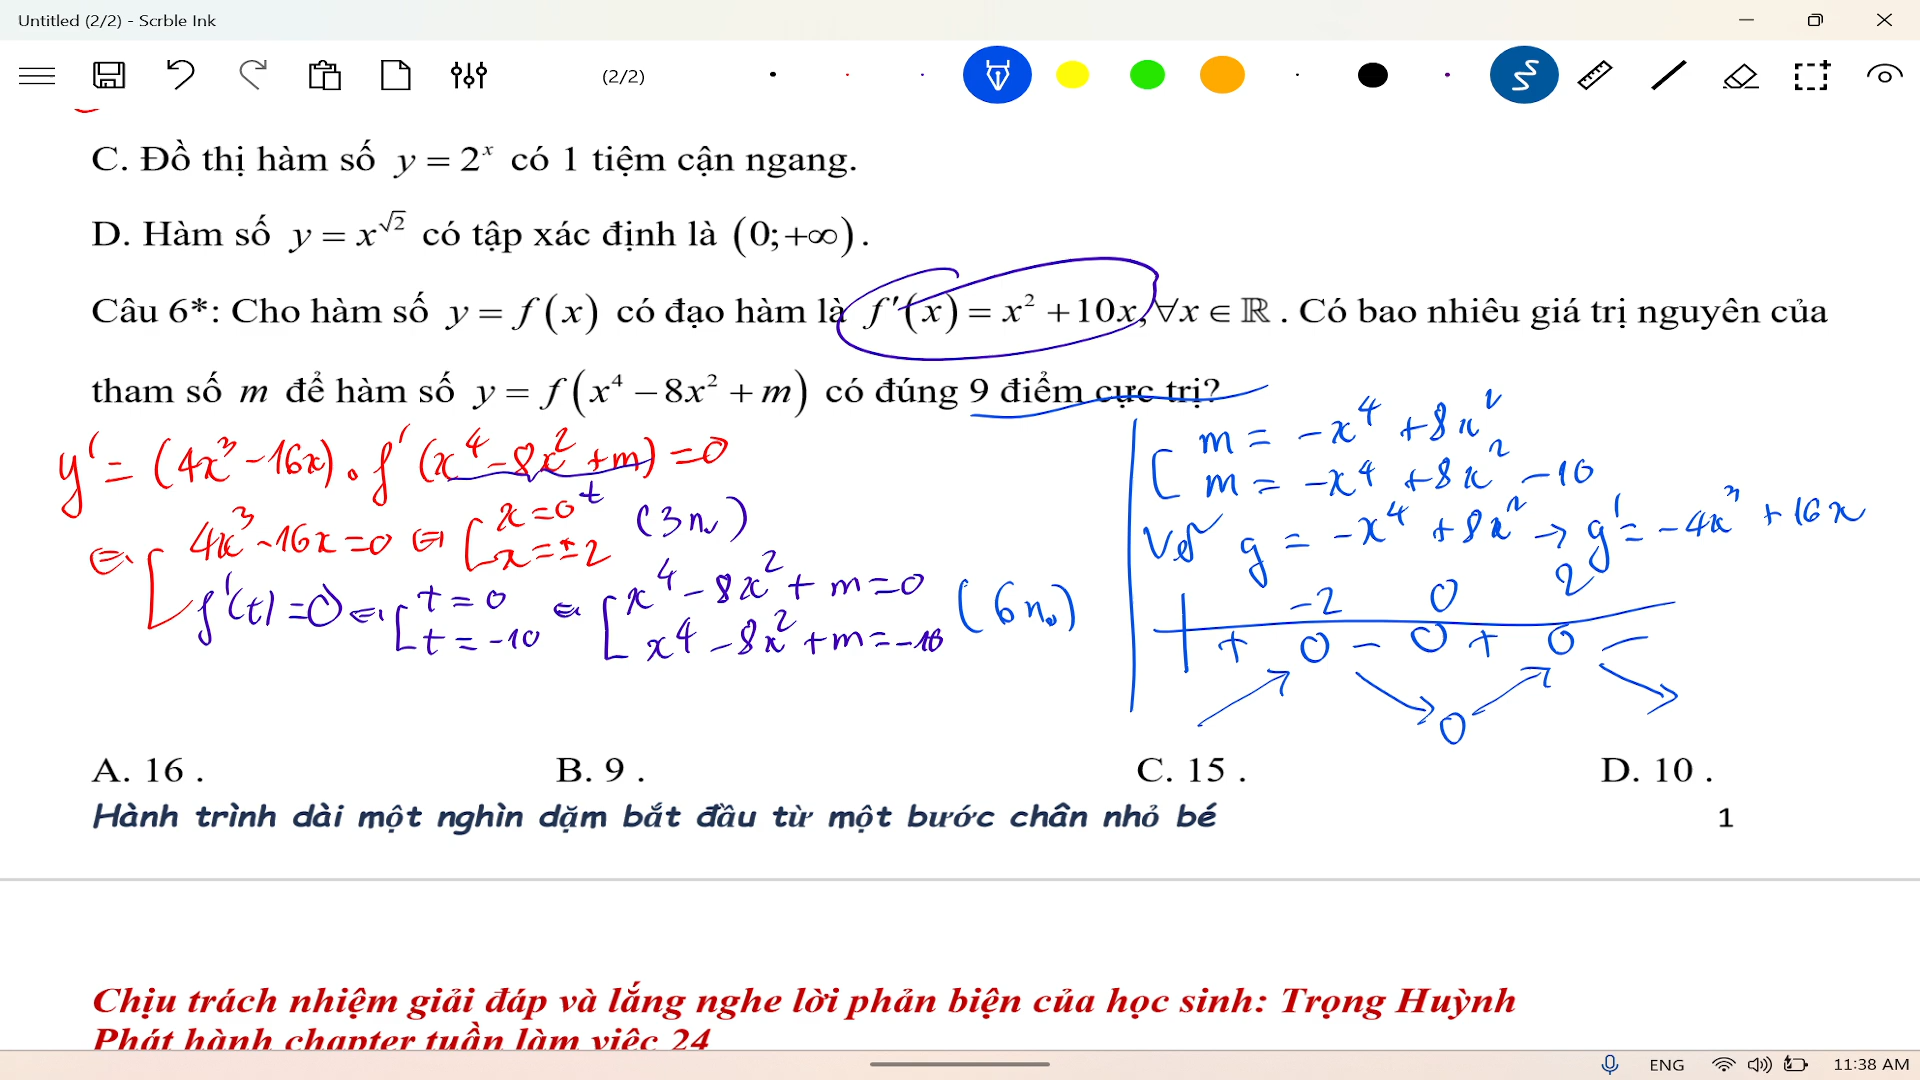 Untitled (2/2) - Scrble Ink
(2/2)
C. Đồ thị hàm số y = 2^x có 1 tiệm cận ngang.
D. Hàm số y = x^√2 có tập xác định là (0;+∞).
Câu 6*: Cho hàm số y = f(x) có đạo hàm là f'(x) = x² + 10x, ∀x ∈ ℝ. Có bao nhiêu giá trị nguyên của
tham số m để hàm số y = f(x⁴ − 8x² + m) có đúng 9 điểm cực trị?
y' = (4x³ − 16x) . f'(x⁴ − 8x² + m) = 0
t
⇔ [ 4x³ − 16x = 0 ⇔ [ x = 0
x = ±2 (3n₀)
f'(t) = 0 ⇔ [ t = 0
t = −10
⇔ [ x⁴ − 8x² + m = 0
x⁴ − 8x² + m = −10 (6n₀)
[ m = −x⁴ + 8x²
m = −x⁴ + 8x² − 10
Vẽ g = −x⁴ + 8x² → g' = −4x³ + 16x
−2 0 2
+ 0 − 0 + 0 −
0
A. 16 . B. 9 . C. 15 . D. 10 .
Hành trình dài một nghìn dặm bắt đầu từ một bước chân nhỏ bé 1
Chịu trách nhiệm giải đáp và lắng nghe lời phản biện của học sinh: Trọng Huỳnh
Phát hành chapter tuần làm việc 24
ENG 11:38 AM